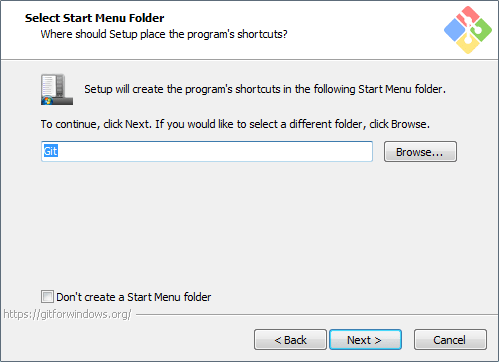 Select Start Menu Folder
Where should Setup place the program's shortcuts?
Setup will create the program's shortcuts in the following Start Menu folder.
To continue, click Next. If you would like to select a different folder, click Browse.
Git
Browse...
Don't create a Start Menu folder
https://gitforwindows.org/
< Back
Next >
Cancel